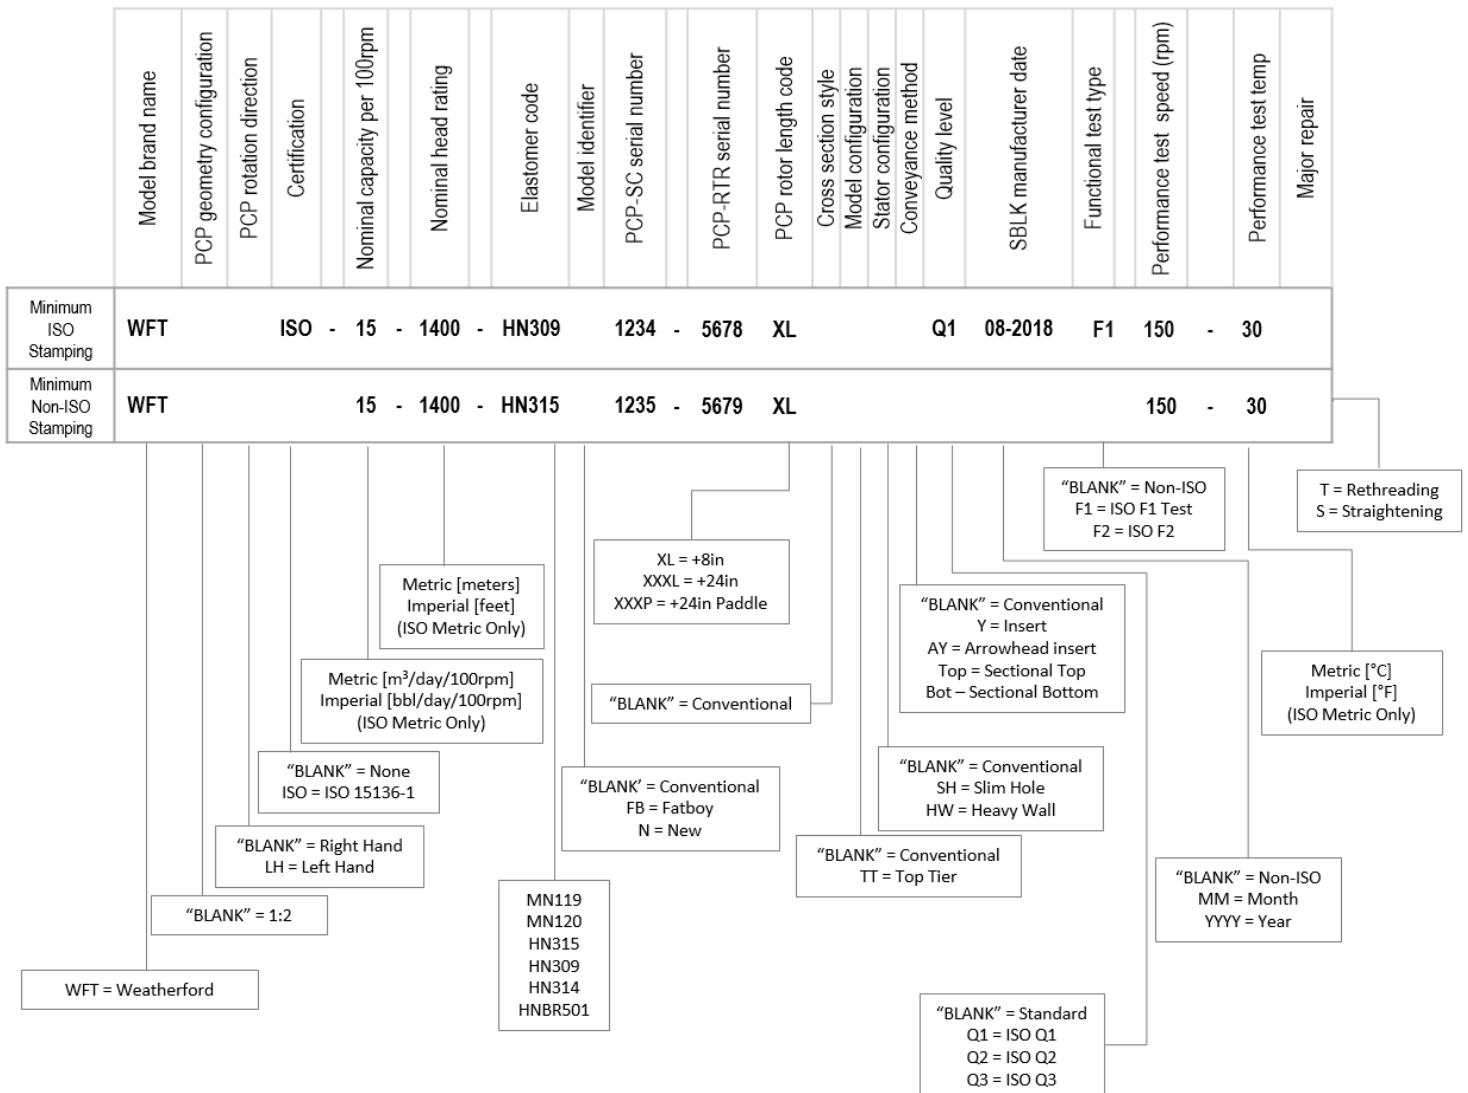 Model brand name
PCP geometry configuration
PCP rotation direction
Certification
Nominal capacity per 100rpm
Nominal head rating
Elastomer code
Model identifier
PCP-SC serial number
PCP-RTR serial number
PCP rotor length code
Cross section style
Model configuration
Stator configuration
Conveyance method
Quality level
SBLK manufacturer date
Functional test type
Performance test speed (rpm)
Performance test temp
Major repair
Minimum
ISO
Stamping
WFT ISO - 15 - 1400 - HN309 1234 - 5678 XL Q1 08-2018 F1 150 - 30
Minimum
Non-ISO
Stamping
WFT 15 - 1400 - HN315 1235 - 5679 XL 150 - 30
"BLANK" = Non-ISO
F1 = ISO F1 Test
F2 = ISO F2
T = Rethreading
S = Straightening
XL = +8in
XXXL = +24in
XXXP = +24in Paddle
Metric [meters]
Imperial [feet]
(ISO Metric Only)
“BLANK” = Conventional
Y = Insert
AY = Arrowhead insert
Top = Sectional Top
Bot – Sectional Bottom
Metric [m³/day/100rpm]
Imperial [bbl/day/100rpm]
(ISO Metric Only)
“BLANK” = Conventional
Metric [°C]
Imperial [°F]
(ISO Metric Only)
“BLANK” = None
ISO = ISO 15136-1
“BLANK’ = Conventional
FB = Fatboy
N = New
“BLANK” = Conventional
SH = Slim Hole
HW = Heavy Wall
“BLANK” = Right Hand
LH = Left Hand
“BLANK” = Conventional
TT = Top Tier
“BLANK” = Non-ISO
MM = Month
YYYY = Year
“BLANK” = 1:2
MN119
MN120
HN315
HN309
HN314
HNBR501
WFT = Weatherford
“BLANK” = Standard
Q1 = ISO Q1
Q2 = ISO Q2
Q3 = ISO Q3